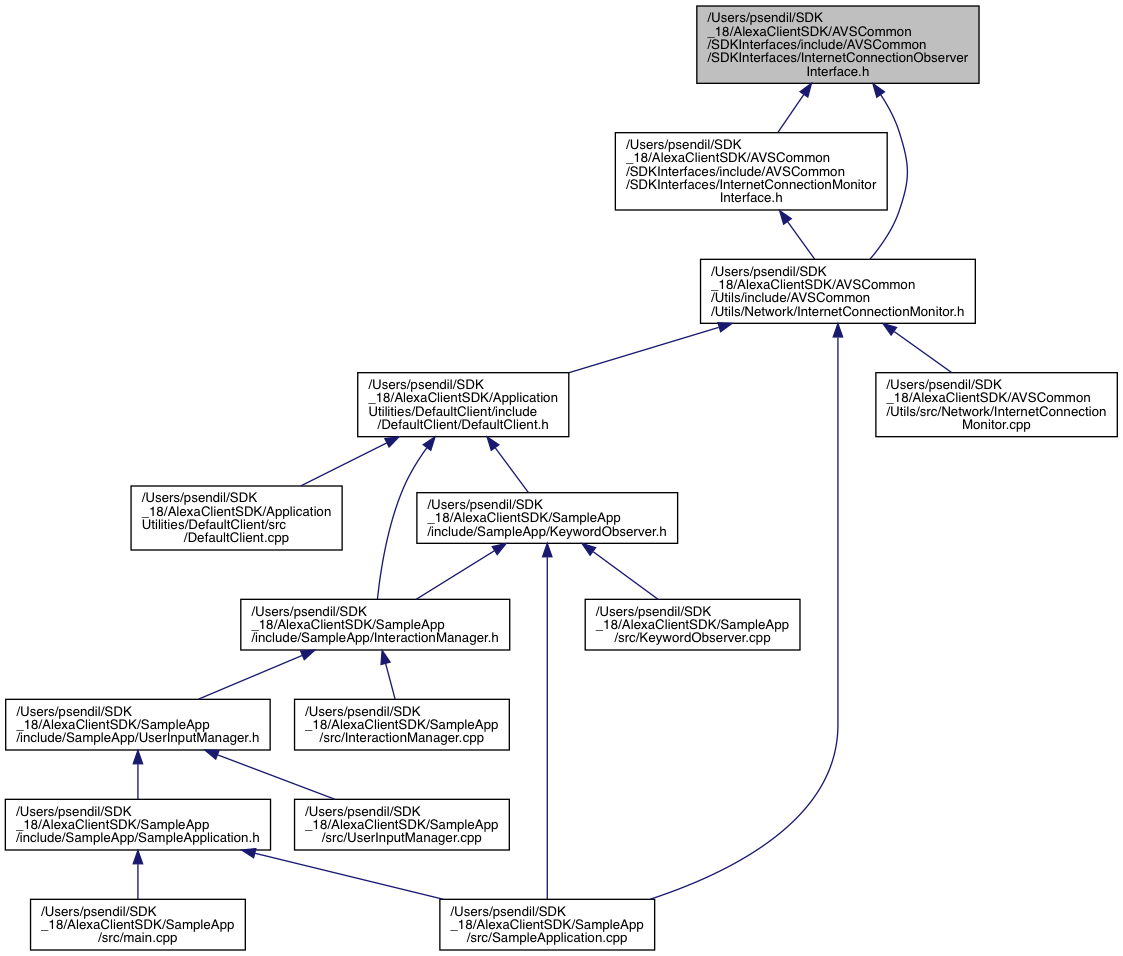 /Users/psendil/SDK
_18/AlexaClientSDK/AVSCommon
/SDKInterfaces/include/AVSCommon
/SDKInterfaces/InternetConnectionObserver
Interface.h
/Users/psendil/SDK
_18/AlexaClientSDK/AVSCommon
/SDKInterfaces/include/AVSCommon
/SDKInterfaces/InternetConnectionMonitor
Interface.h
/Users/psendil/SDK
_18/AlexaClientSDK/AVSCommon
/Utils/include/AVSCommon
/Utils/Network/InternetConnectionMonitor.h
/Users/psendil/SDK
_18/AlexaClientSDK/Application
Utilities/DefaultClient/include
/DefaultClient/DefaultClient.h
/Users/psendil/SDK
_18/AlexaClientSDK/AVSCommon
/Utils/src/Network/InternetConnection
Monitor.cpp
/Users/psendil/SDK
_18/AlexaClientSDK/Application
Utilities/DefaultClient/src
/DefaultClient.cpp
/Users/psendil/SDK
_18/AlexaClientSDK/SampleApp
/include/SampleApp/KeywordObserver.h
/Users/psendil/SDK
_18/AlexaClientSDK/SampleApp
/include/SampleApp/InteractionManager.h
/Users/psendil/SDK
_18/AlexaClientSDK/SampleApp
/src/KeywordObserver.cpp
/Users/psendil/SDK
_18/AlexaClientSDK/SampleApp
/include/SampleApp/UserInputManager.h
/Users/psendil/SDK
_18/AlexaClientSDK/SampleApp
/src/InteractionManager.cpp
/Users/psendil/SDK
_18/AlexaClientSDK/SampleApp
/include/SampleApp/SampleApplication.h
/Users/psendil/SDK
_18/AlexaClientSDK/SampleApp
/src/UserInputManager.cpp
/Users/psendil/SDK
_18/AlexaClientSDK/SampleApp
/src/main.cpp
/Users/psendil/SDK
_18/AlexaClientSDK/SampleApp
/src/SampleApplication.cpp